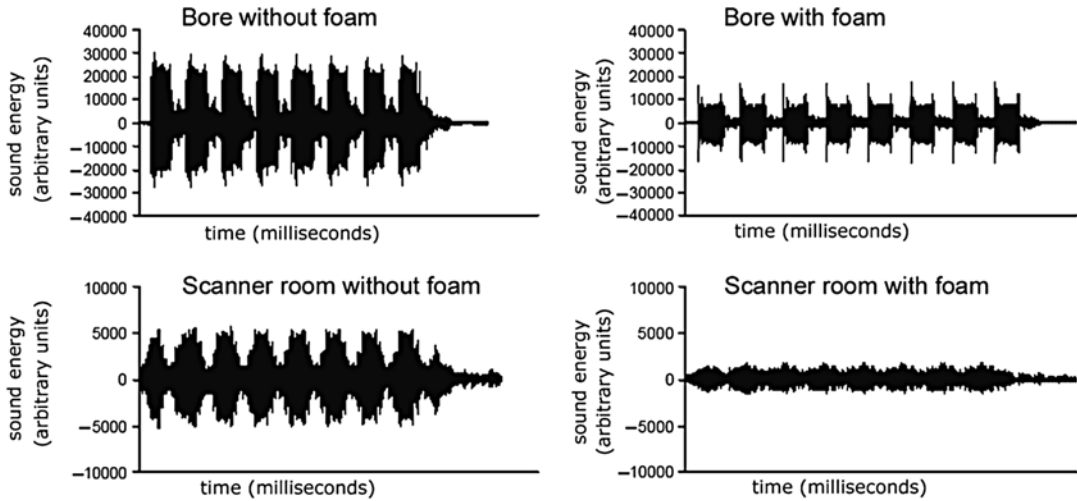 Bore without foam
40000
30000
20000
10000
0
−10000
−20000
−30000
−40000
sound energy
(arbitrary units)
time (milliseconds)
Bore with foam
40000
30000
20000
10000
0
−10000
−20000
−30000
−40000
sound energy
(arbitrary units)
time (milliseconds)
Scanner room without foam
10000
5000
0
−5000
−10000
sound energy
(arbitrary units)
time (milliseconds)
Scanner room with foam
10000
5000
0
−5000
−10000
sound energy
(arbitrary units)
time (milliseconds)